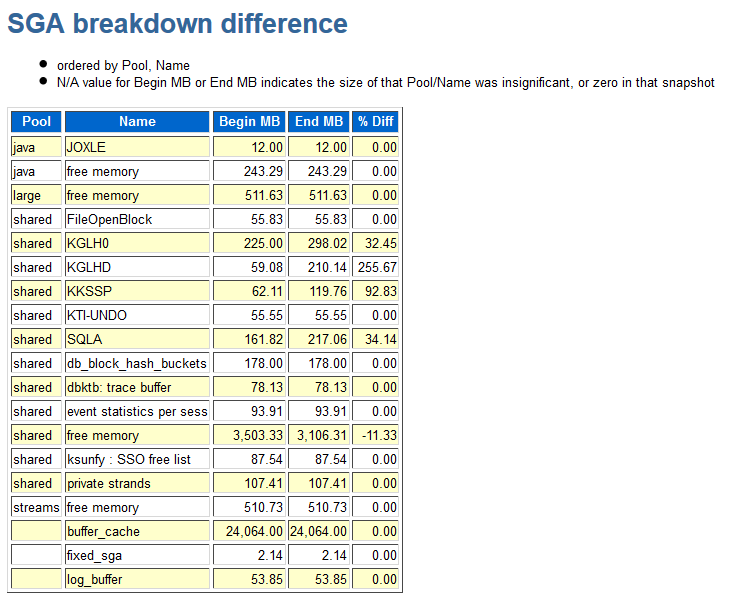 SGA breakdown difference
ordered by Pool, Name
N/A value for Begin MB or End MB indicates the size of that Pool/Name was insignificant, or zero in that snapshot
Pool Name Begin MB End MB % Diff
java JOXLE 12.00 12.00 0.00
java free memory 243.29 243.29 0.00
large free memory 511.63 511.63 0.00
shared FileOpenBlock 55.83 55.83 0.00
shared KGLH0 225.00 298.02 32.45
shared KGLHD 59.08 210.14 255.67
shared KKSSP 62.11 119.76 92.83
shared KTI-UNDO 55.55 55.55 0.00
shared SQLA 161.82 217.06 34.14
shared db_block_hash_buckets 178.00 178.00 0.00
shared dbktb: trace buffer 78.13 78.13 0.00
shared event statistics per sess 93.91 93.91 0.00
shared free memory 3,503.33 3,106.31 -11.33
shared ksunfy : SSO free list 87.54 87.54 0.00
shared private strands 107.41 107.41 0.00
streams free memory 510.73 510.73 0.00
buffer_cache 24,064.00 24,064.00 0.00
fixed_sga 2.14 2.14 0.00
log_buffer 53.85 53.85 0.00